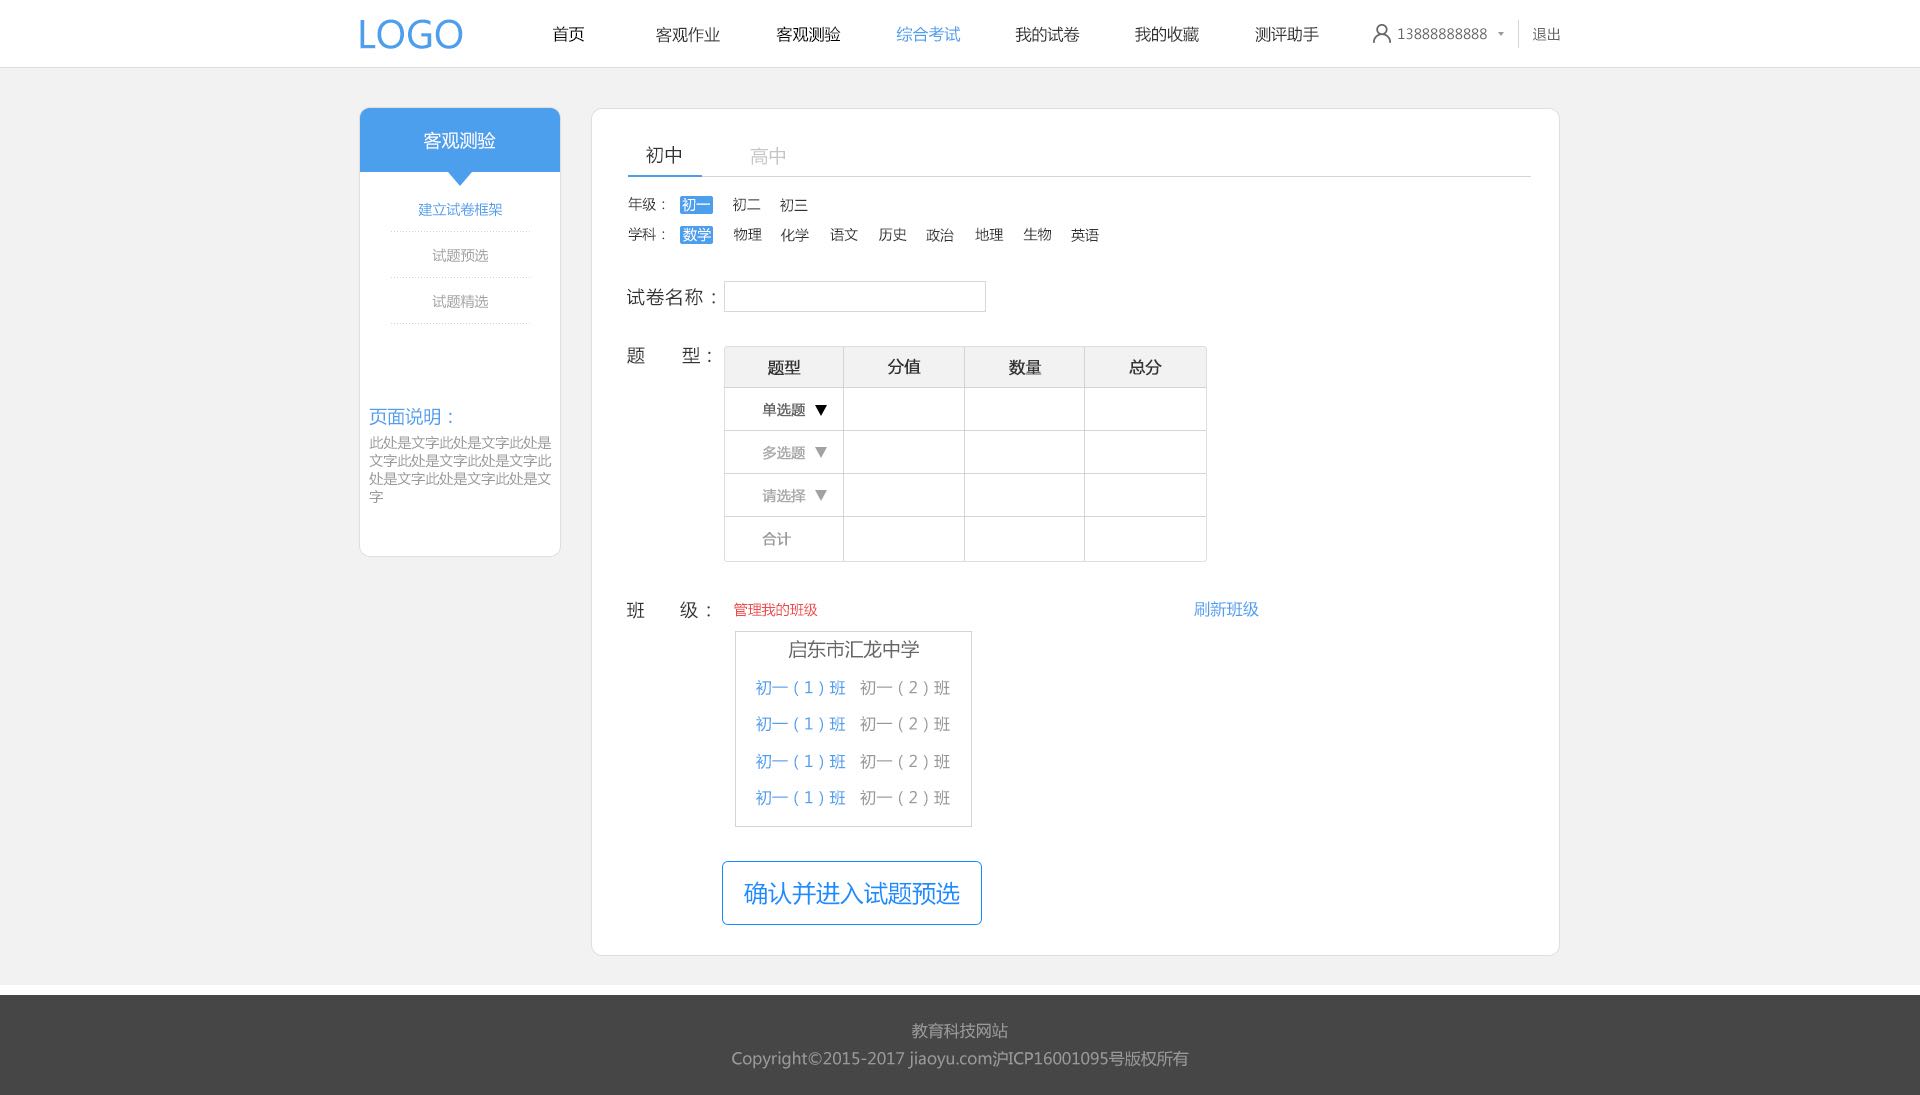 LOGO 首页 客观作业 客观测验 综合考试 我的试卷 我的收藏 测评助手 13888888888 退出
客观测验
建立试卷框架
试题预选
试题精选
页面说明：
此处是文字此处是文字此处是
文字此处是文字此处是文字此
处是文字此处是文字此处是文
字
初中 高中
年级： 初一 初二 初三
学科： 数学 物理 化学 语文 历史 政治 地理 生物 英语
试卷名称：
题 型：
题型 分值 数量 总分
单选题
多选题
请选择
合计
班 级： 管理我的班级 刷新班级
启东市汇龙中学
初一（1）班 初一（2）班
初一（1）班 初一（2）班
初一（1）班 初一（2）班
初一（1）班 初一（2）班
确认并进入试题预选
教育科技网站
Copyright©2015-2017 jiaoyu.com沪ICP16001095号版权所有